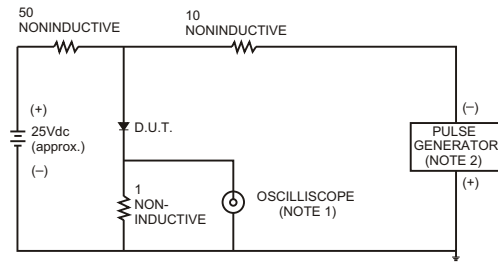 50
NONINDUCTIVE
10
NONINDUCTIVE
(+)
25Vdc
(approx.)
(–)
D.U.T.
1
NON-
INDUCTIVE
OSCILLISCOPE
(NOTE 1)
(–)
PULSE
GENERATOR
(NOTE 2)
(+)